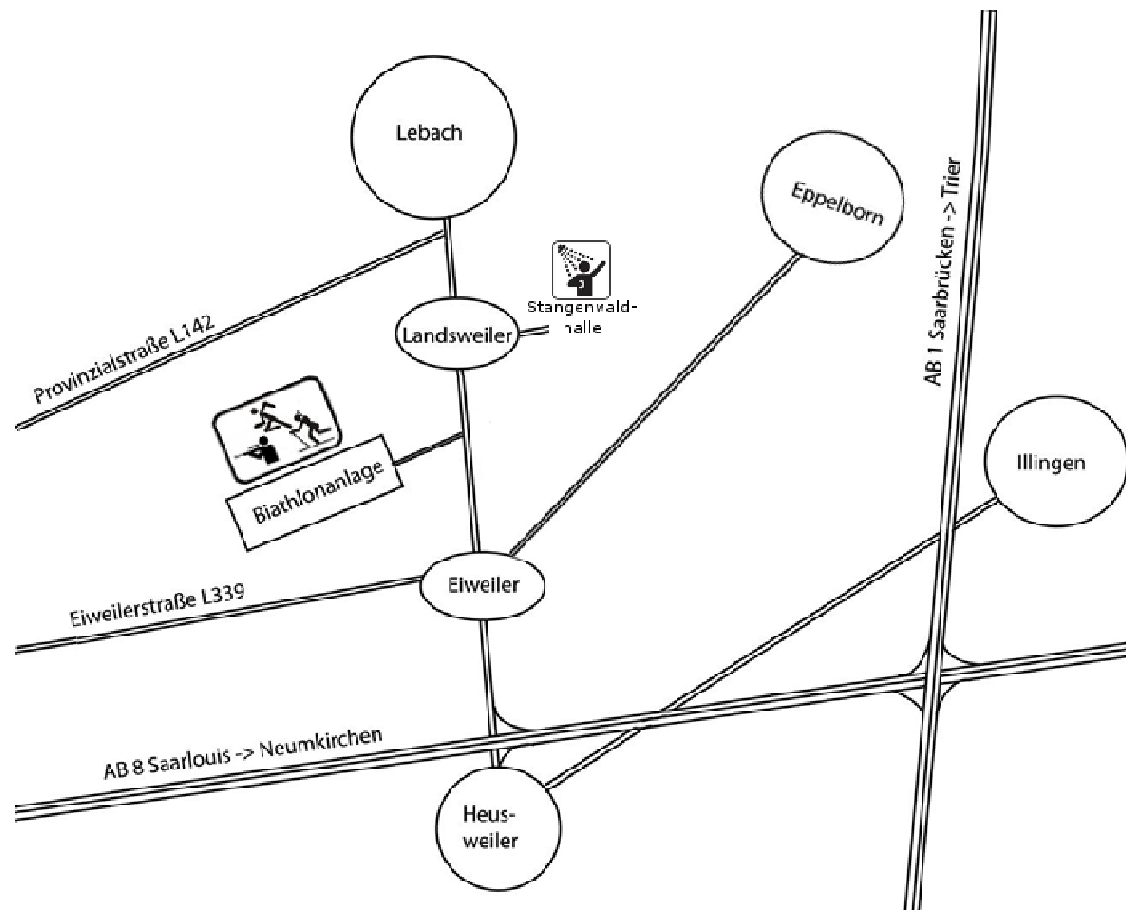 Lebach
Eppelborn
AB 1 Saarbrücken -> Trier
Stangenwald-
halle
Landsweiler
Provinzialstraße L142
Illingen
Biathlonanlage
Eiweiler
Eiweilerstraße L339
AB 8 Saarlouis -> Neumkirchen
Heus-
weiler